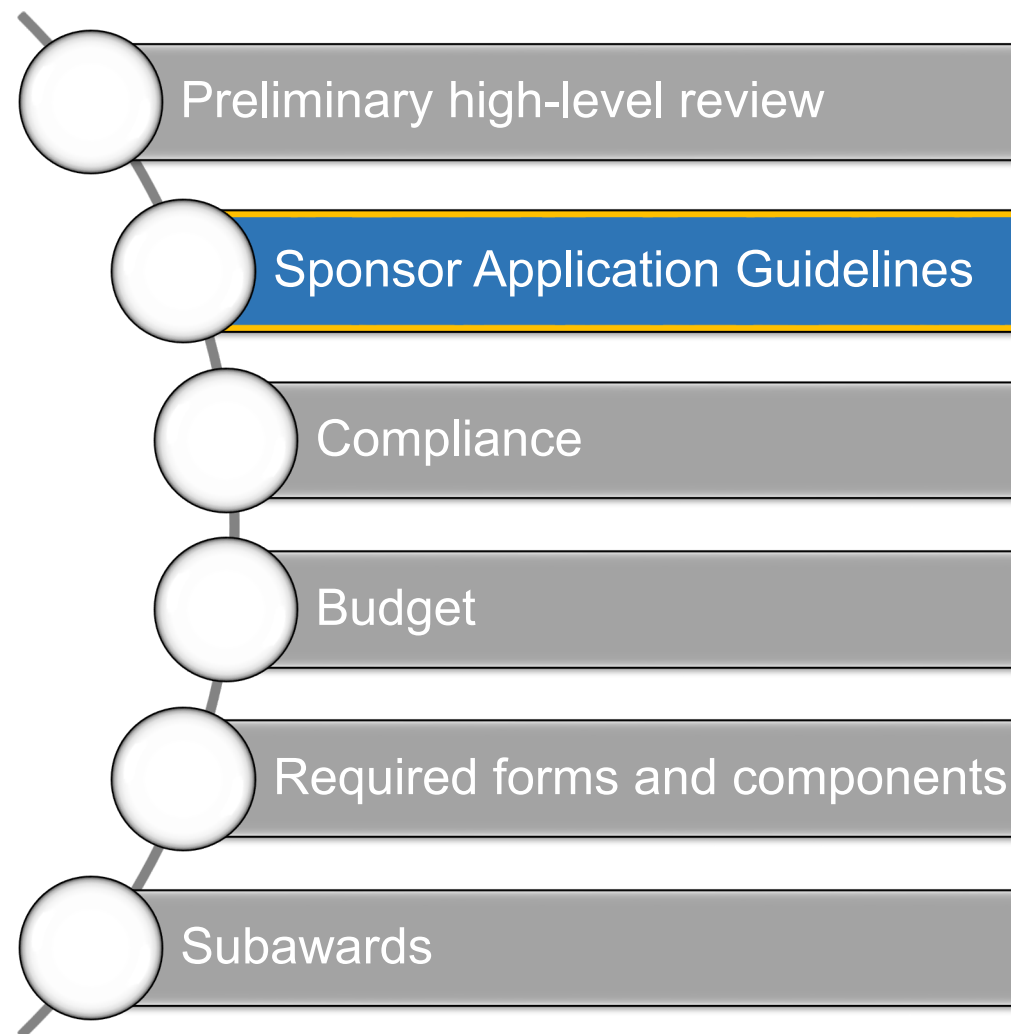 Preliminary high-level review
Sponsor Application Guidelines
Compliance
Budget
Required forms and components
Subawards